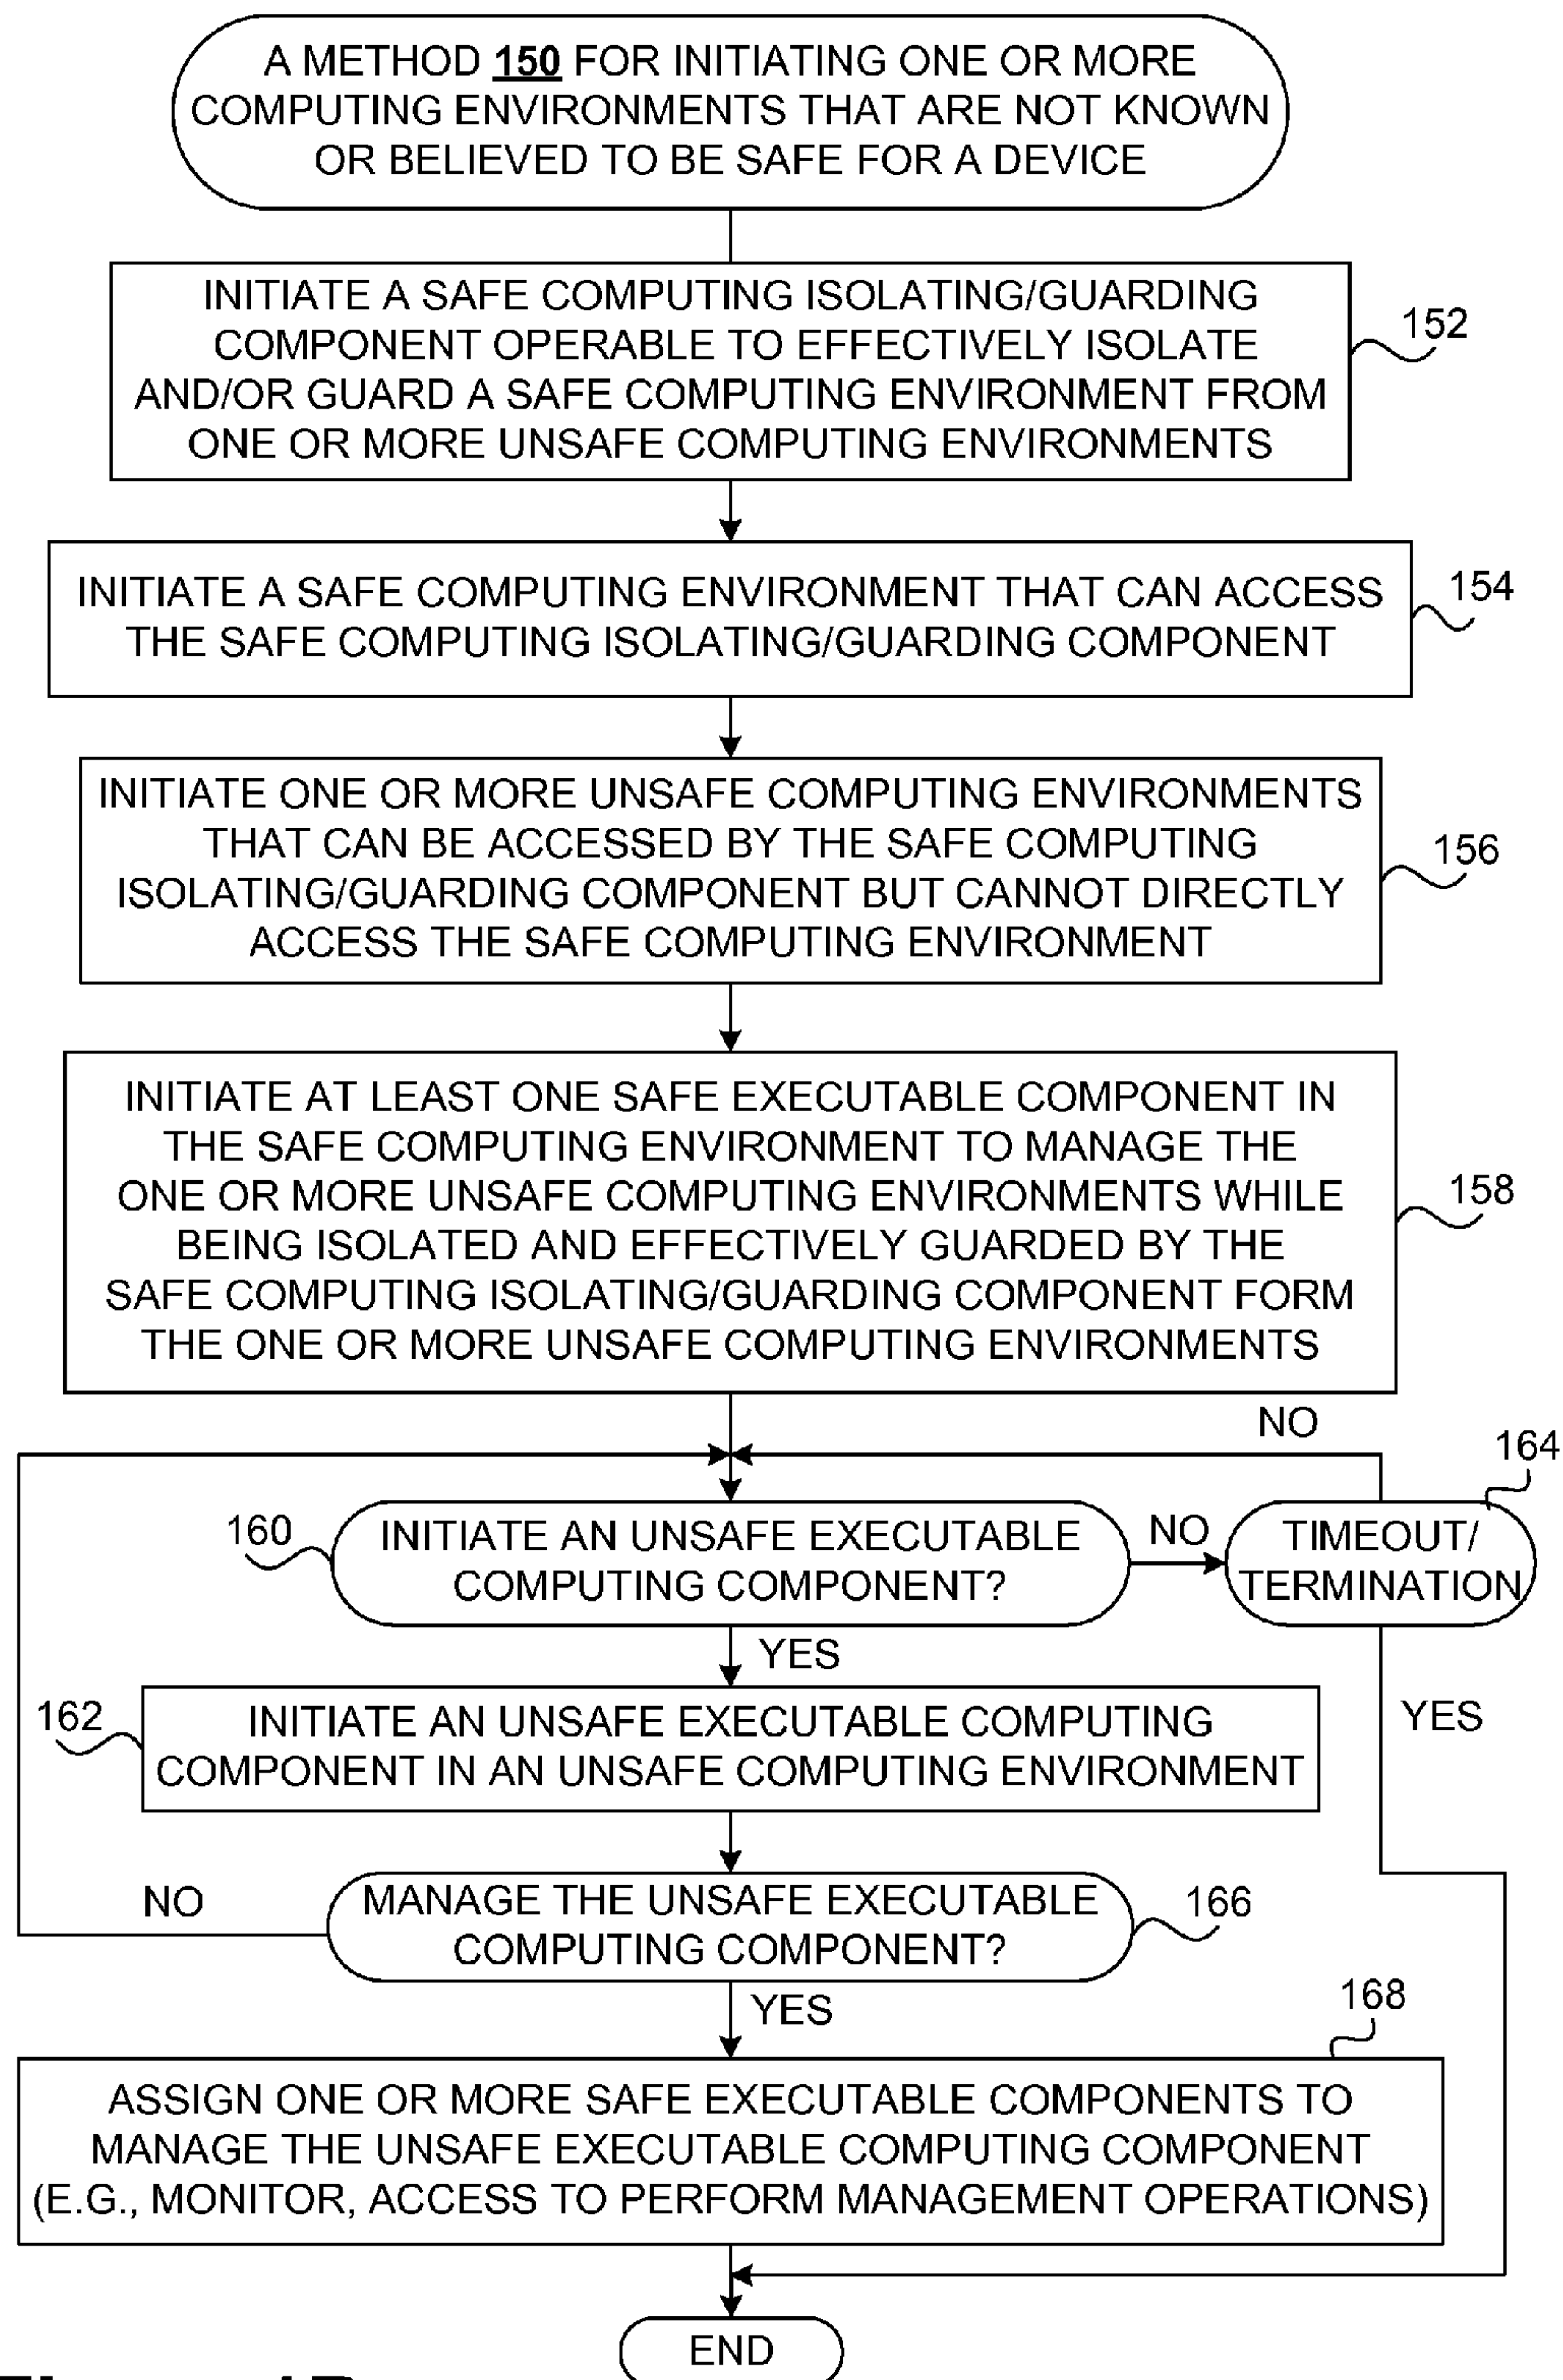 A METHOD 150 FOR INITIATING ONE OR MORE
COMPUTING ENVIRONMENTS THAT ARE NOT KNOWN
OR BELIEVED TO BE SAFE FOR A DEVICE
INITIATE A SAFE COMPUTING ISOLATING/GUARDING
COMPONENT OPERABLE TO EFFECTIVELY ISOLATE
AND/OR GUARD A SAFE COMPUTING ENVIRONMENT FROM
ONE OR MORE UNSAFE COMPUTING ENVIRONMENTS
152
INITIATE A SAFE COMPUTING ENVIRONMENT THAT CAN ACCESS
THE SAFE COMPUTING ISOLATING/GUARDING COMPONENT
154
INITIATE ONE OR MORE UNSAFE COMPUTING ENVIRONMENTS
THAT CAN BE ACCESSED BY THE SAFE COMPUTING
ISOLATING/GUARDING COMPONENT BUT CANNOT DIRECTLY
ACCESS THE SAFE COMPUTING ENVIRONMENT
156
INITIATE AT LEAST ONE SAFE EXECUTABLE COMPONENT IN
THE SAFE COMPUTING ENVIRONMENT TO MANAGE THE
ONE OR MORE UNSAFE COMPUTING ENVIRONMENTS WHILE
BEING ISOLATED AND EFFECTIVELY GUARDED BY THE
SAFE COMPUTING ISOLATING/GUARDING COMPONENT FORM
THE ONE OR MORE UNSAFE COMPUTING ENVIRONMENTS
158
NO
164
160
INITIATE AN UNSAFE EXECUTABLE
COMPUTING COMPONENT?
NO
TIMEOUT/
TERMINATION
YES
162
INITIATE AN UNSAFE EXECUTABLE COMPUTING
COMPONENT IN AN UNSAFE COMPUTING ENVIRONMENT
YES
NO
MANAGE THE UNSAFE EXECUTABLE
COMPUTING COMPONENT?
166
YES
168
ASSIGN ONE OR MORE SAFE EXECUTABLE COMPONENTS TO
MANAGE THE UNSAFE EXECUTABLE COMPUTING COMPONENT
(E.G., MONITOR, ACCESS TO PERFORM MANAGEMENT OPERATIONS)
END